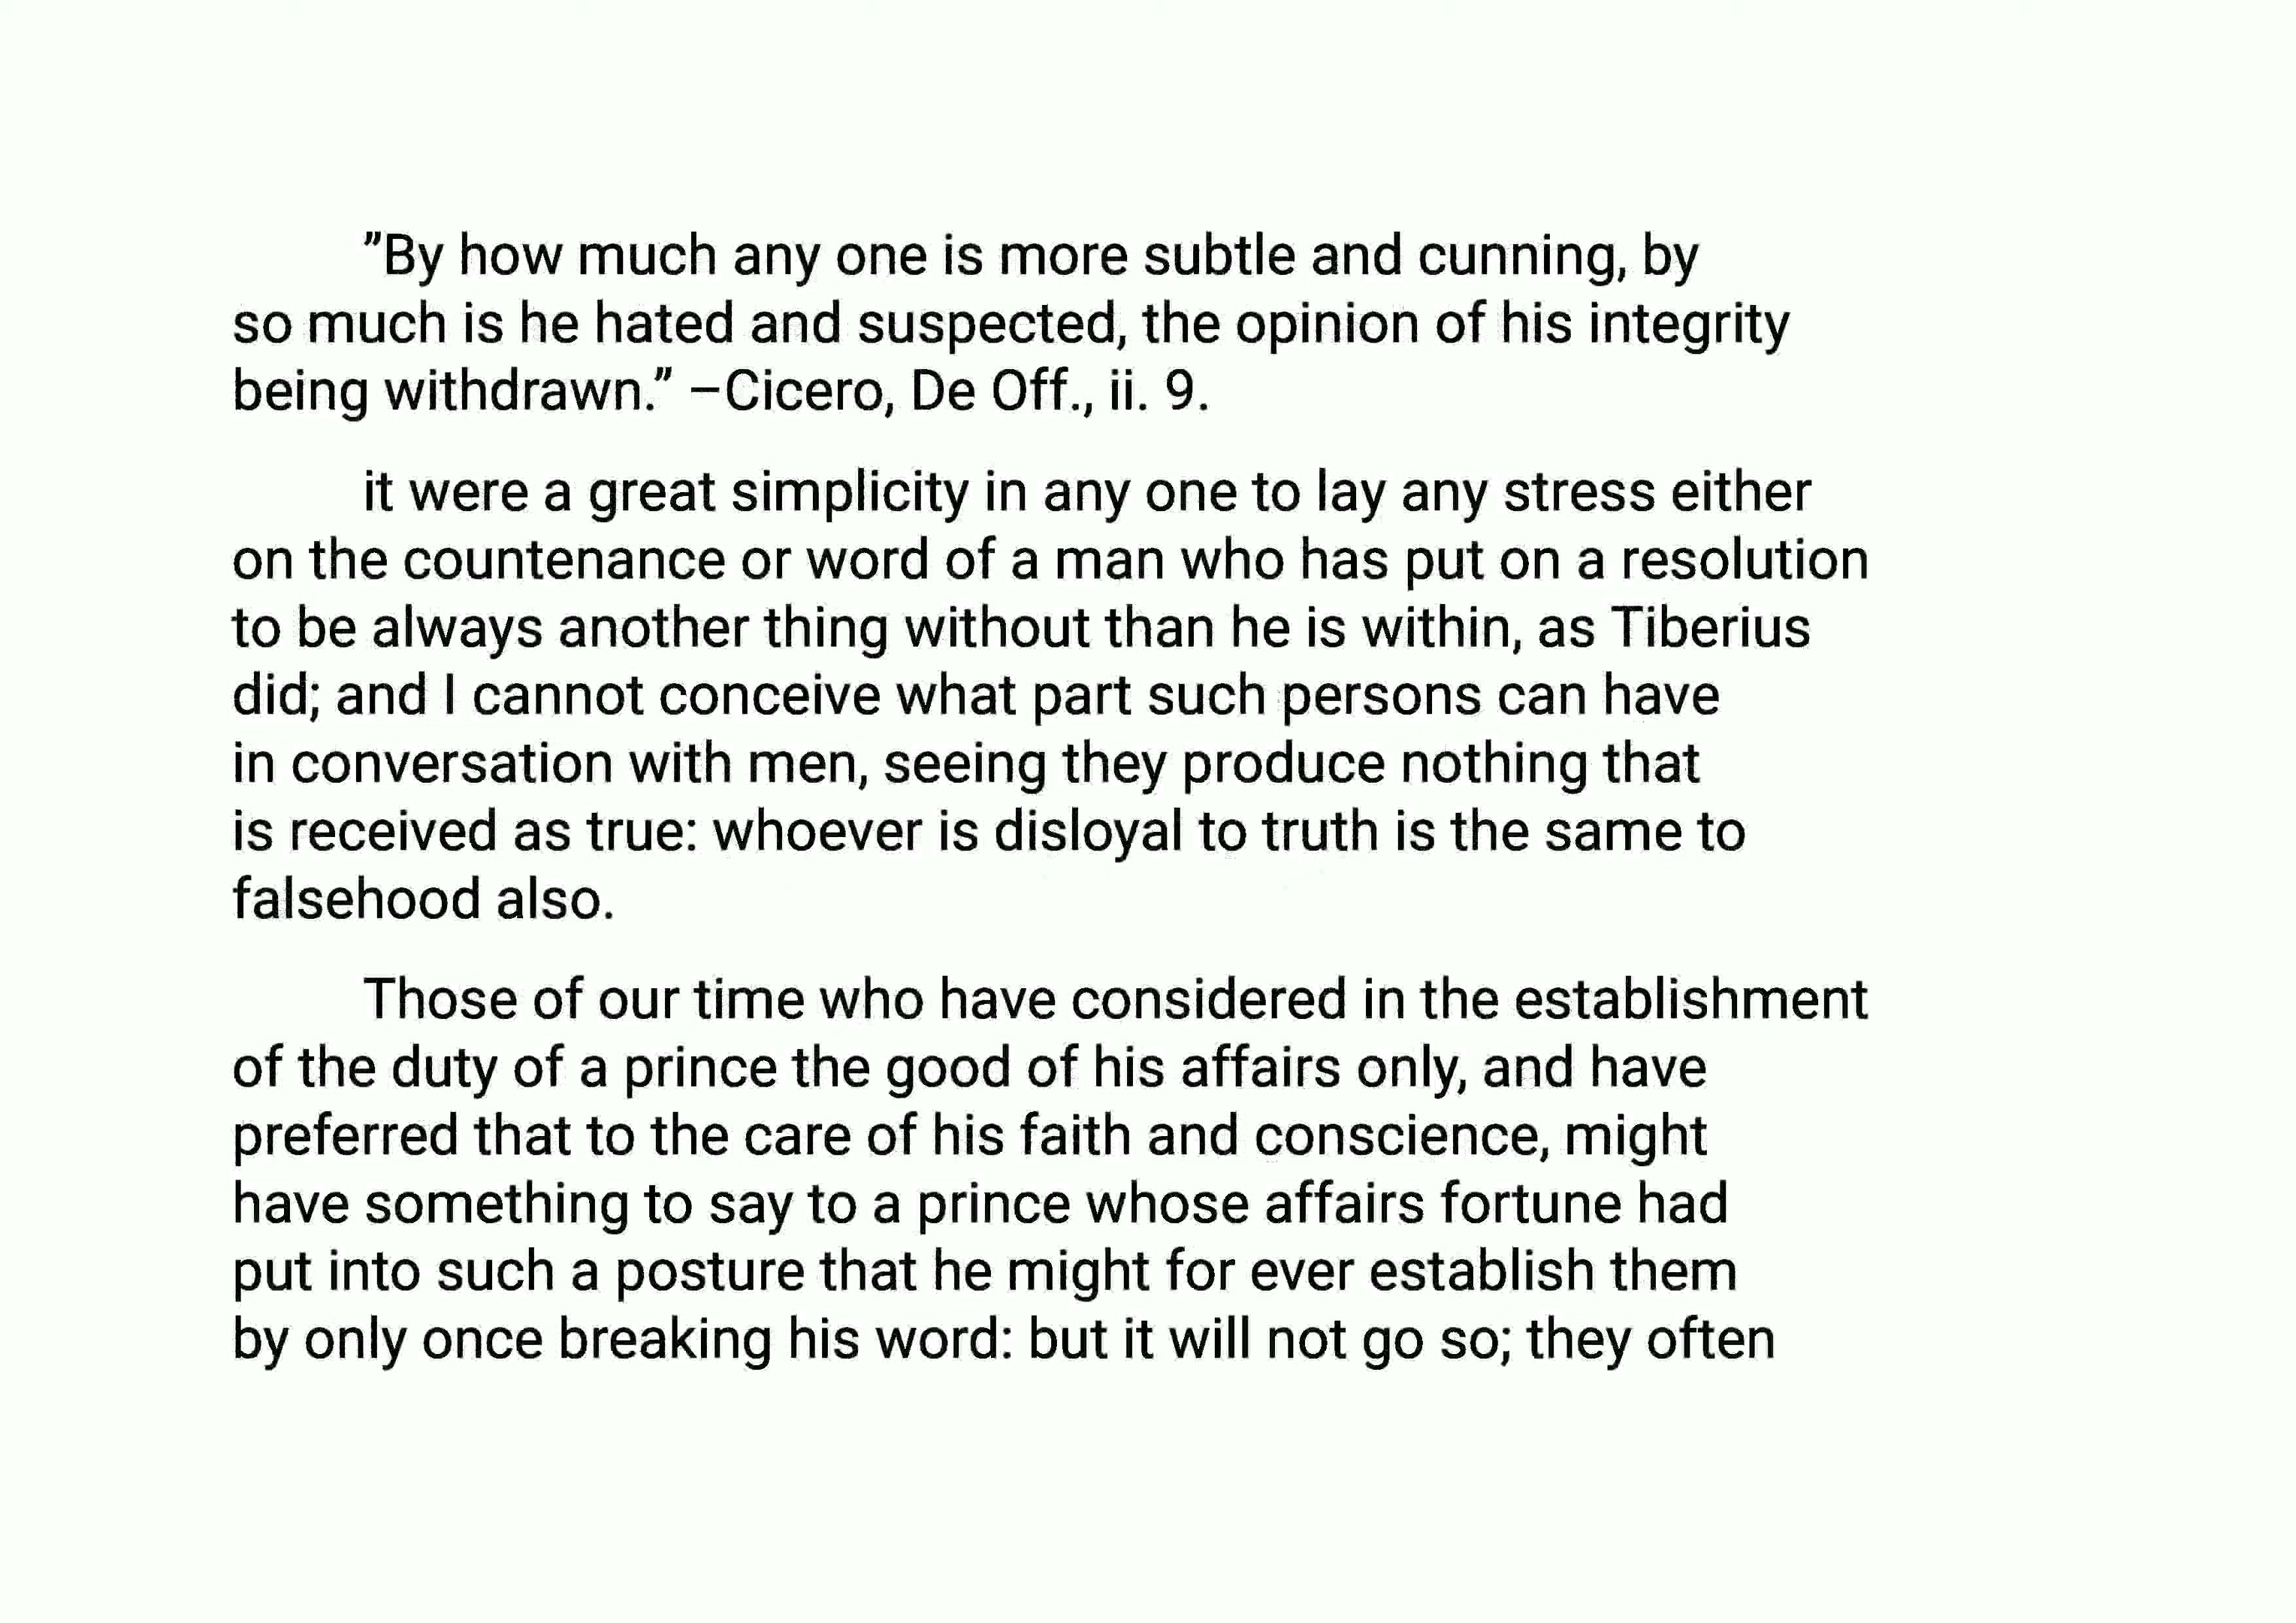 ”By how much any one is more subtle and cunning, by
so much is he hated and suspected, the opinion of his integrity
being withdrawn.” –Cicero, De Off., ii. 9.
it were a great simplicity in any one to lay any stress either
on the countenance or word of a man who has put on a resolution
to be always another thing without than he is within, as Tiberius
did; and I cannot conceive what part such persons can have
in conversation with men, seeing they produce nothing that
is received as true: whoever is disloyal to truth is the same to
falsehood also.
Those of our time who have considered in the establishment
of the duty of a prince the good of his affairs only, and have
preferred that to the care of his faith and conscience, might
have something to say to a prince whose affairs fortune had
put into such a posture that he might for ever establish them
by only once breaking his word: but it will not go so; they often